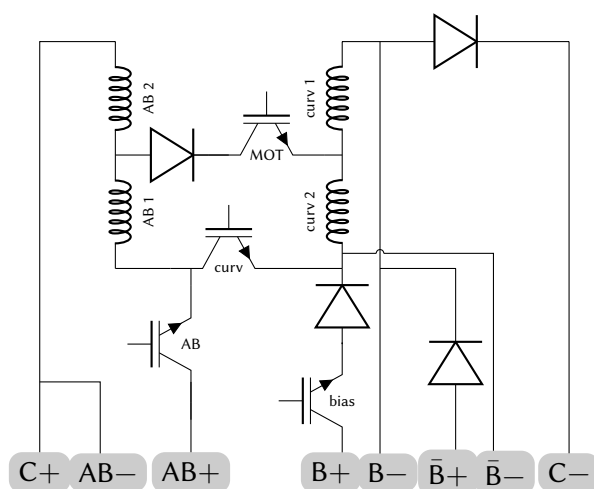 AB 2
curv 1
MOT
AB 1
curv 2
curv
AB
bias
C+ AB− AB+ B+ B− B̄+ B̄− C−